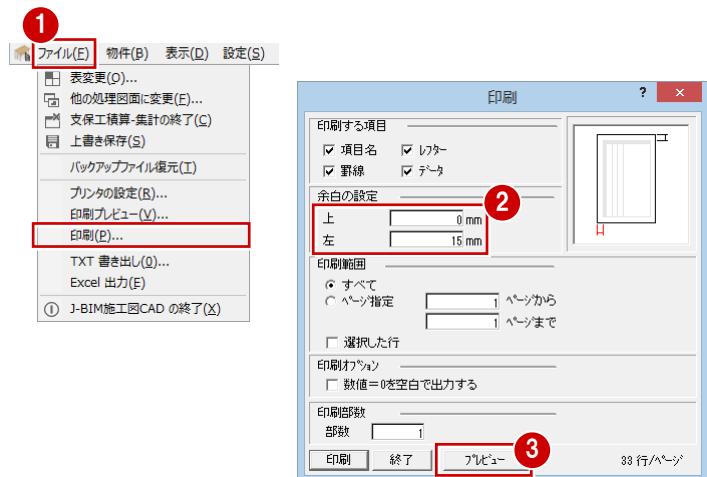 1
ファイル(F) 物件(B) 表示(D) 設定(S)
表変更(O)...
他の処理図面に変更(F)...
支保工積算-集計の終了(C)
上書き保存(S)
バックアップファイル復元(T)
プリンタの設定(R)...
印刷プレビュー(V)...
印刷(P)...
TXT 書き出し(0)...
Excel 出力(E)
J-BIM施工図CAD の終了(X)
印刷 ? ×
印刷する項目
項目名 レフター
罫線 データ
余白の設定
2
上 0 mm
左 15 mm
印刷範囲
すべて
ページ指定 1 ページから
1 ページまで
選択した行
印刷オプション
数値=0を空白で出力する
印刷部数
部数 1
3
印刷 終了 プレビュー 33 行/ページ